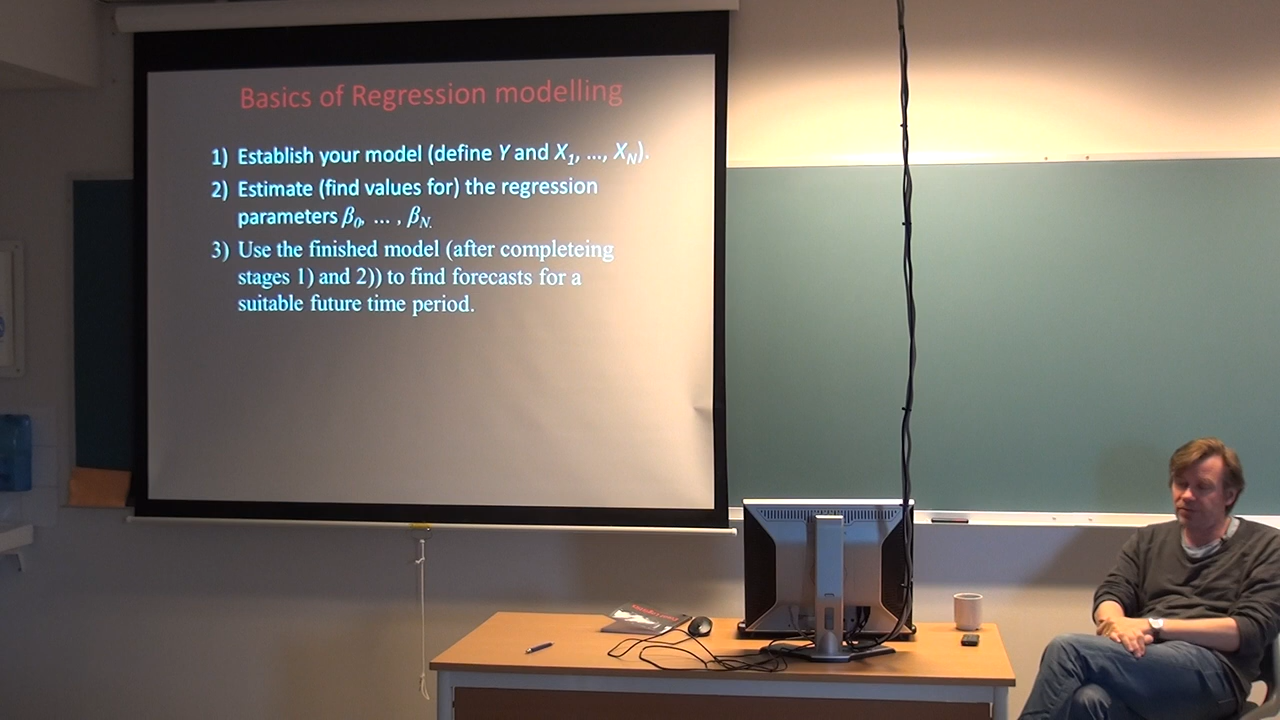 Basics of Regression modelling
1) Establish your model (define Y and X1, ..., XN).
2) Estimate (find values for) the regression
parameters β0, ... , βN.
3) Use the finished model (after completeing
stages 1) and 2)) to find forecasts for a
suitable future time period.